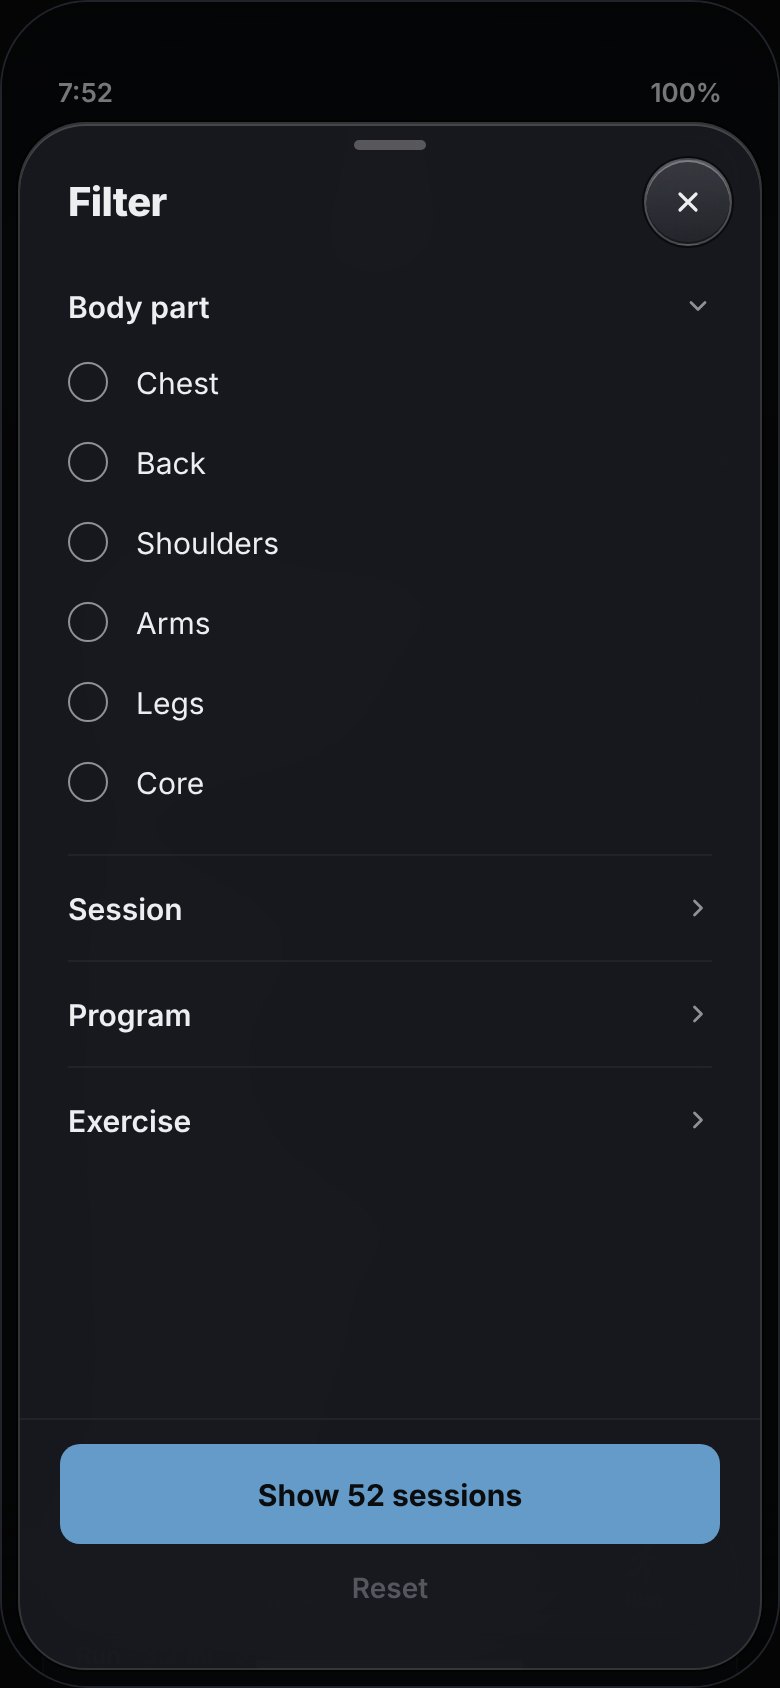 7:52 100%
Filter
Body part
Chest
Back
Shoulders
Arms
Legs
Core
Session
Program
Exercise
Show 52 sessions
Reset